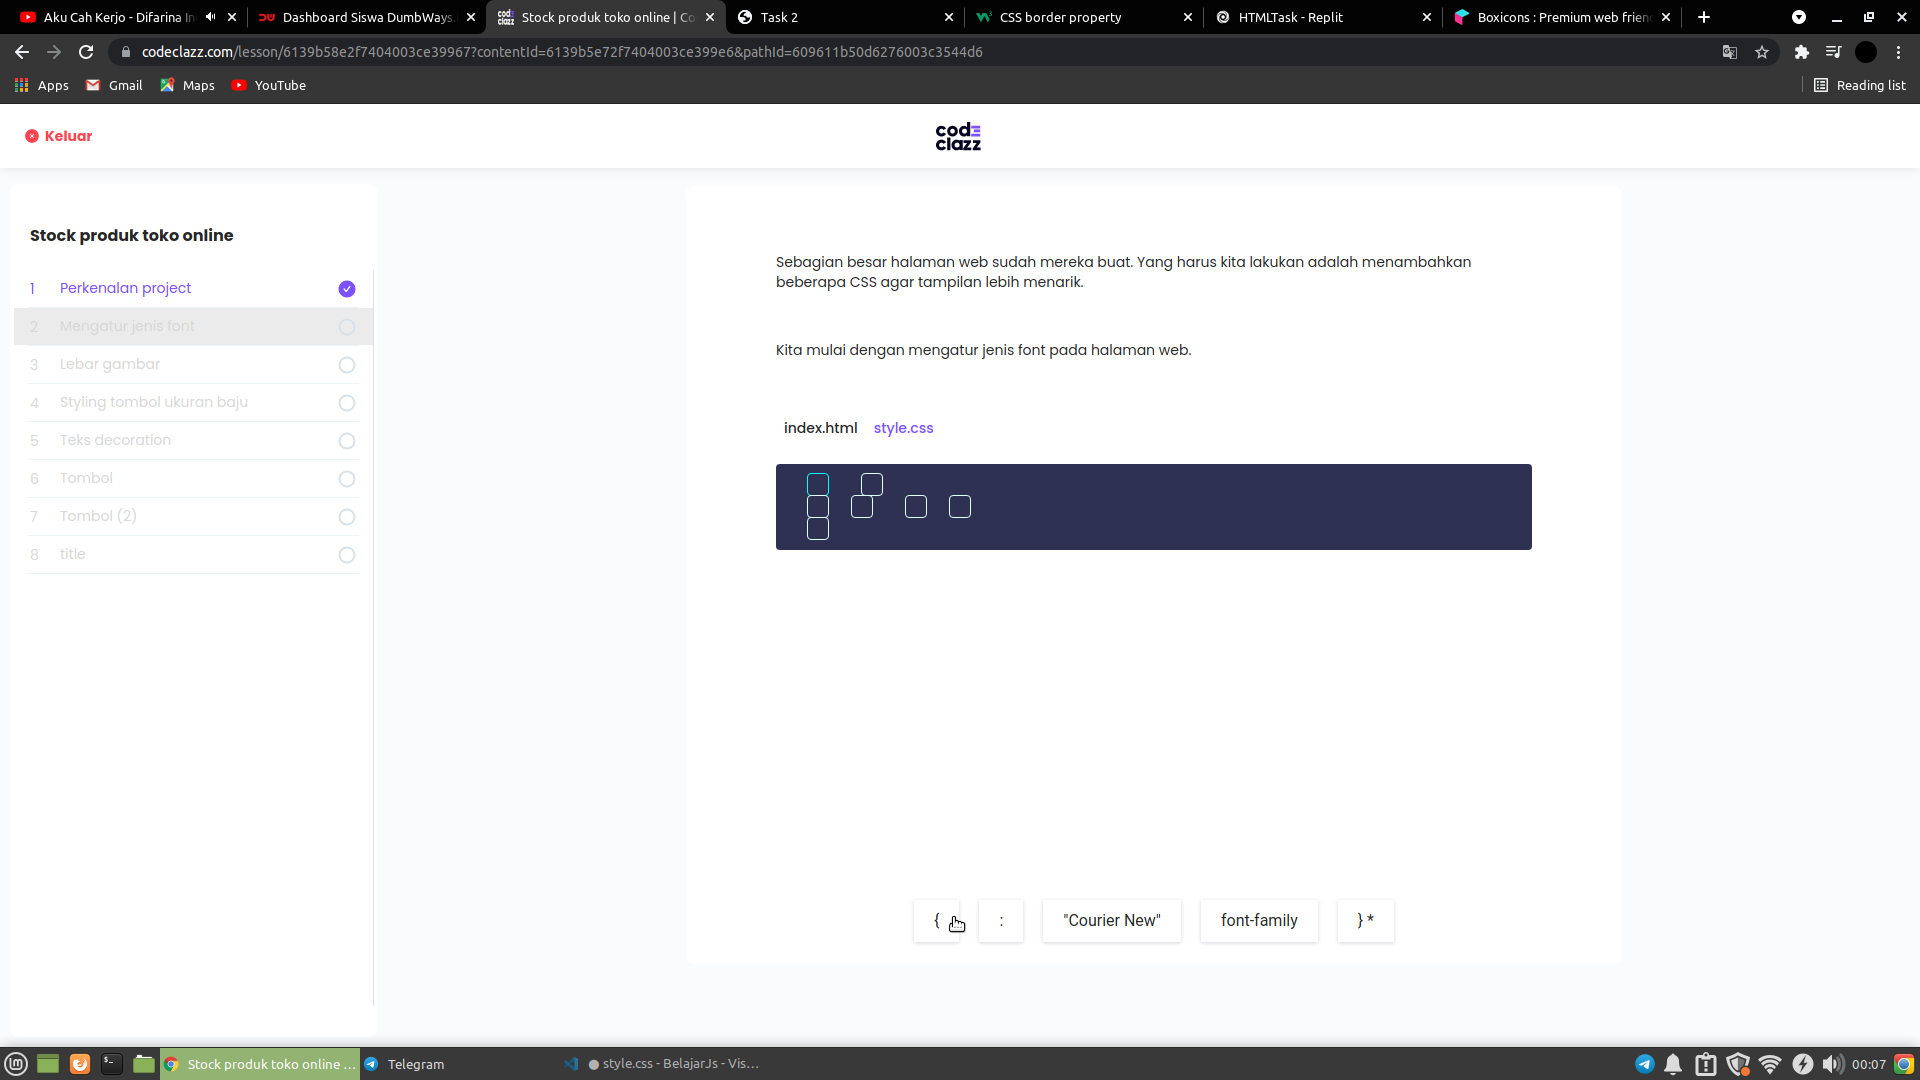 Aku Cah Kerjo - Difarina In
Dashboard Siswa DumbWays.
Stock produk toko online | Co
Task 2
CSS border property
HTMLTask - Replit
Boxicons : Premium web frien
codeclazz.com/lesson/6139b58e2f7404003ce39967?contentId=6139b5e72f7404003ce399e6&pathId=609611b50d6276003c3544d6
Apps
Gmail
Maps
YouTube
Reading list
Keluar
code
clazz
Stock produk toko online
1 Perkenalan project
2 Mengatur jenis font
3 Lebar gambar
4 Styling tombol ukuran baju
5 Teks decoration
6 Tombol
7 Tombol (2)
8 title
Sebagian besar halaman web sudah mereka buat. Yang harus kita lakukan adalah menambahkan
beberapa CSS agar tampilan lebih menarik.
Kita mulai dengan mengatur jenis font pada halaman web.
index.html style.css
{
:
"Courier New"
font-family
} *
Stock produk toko online ...
Telegram
style.css - BelajarJs - Vis...
00:07